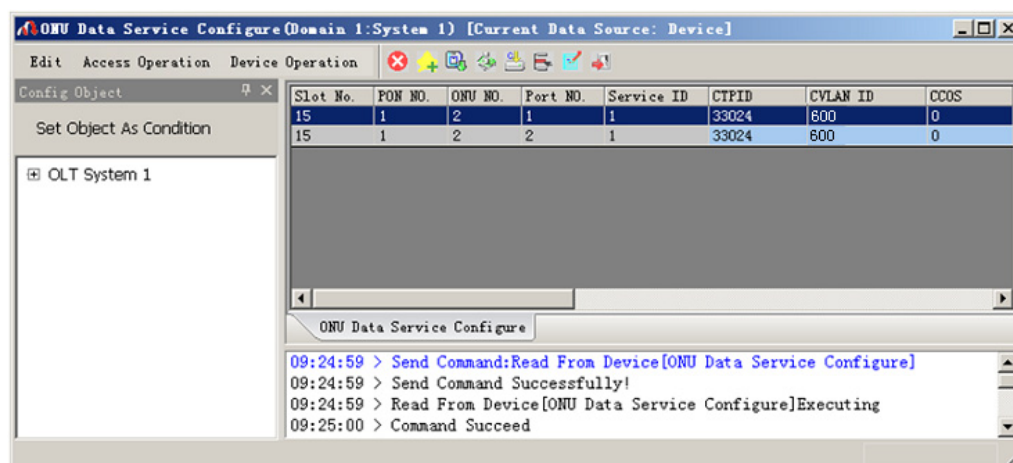 ONU Data Service Configure(Domain 1:System 1) [Current Data Source: Device]
Edit Access Operation Device Operation
Config Object
Set Object As Condition
OLT System 1
Slot No. PON NO. ONU NO. Port NO. Service ID CTPID CVLAN ID CCOS
15 1 2 1 1 33024 600 0
15 1 2 2 1 33024 600 0
ONU Data Service Configure
09:24:59 > Send Command:Read From Device[ONU Data Service Configure]
09:24:59 > Send Command Successfully!
09:24:59 > Read From Device[ONU Data Service Configure]Executing
09:25:00 > Command Succeed